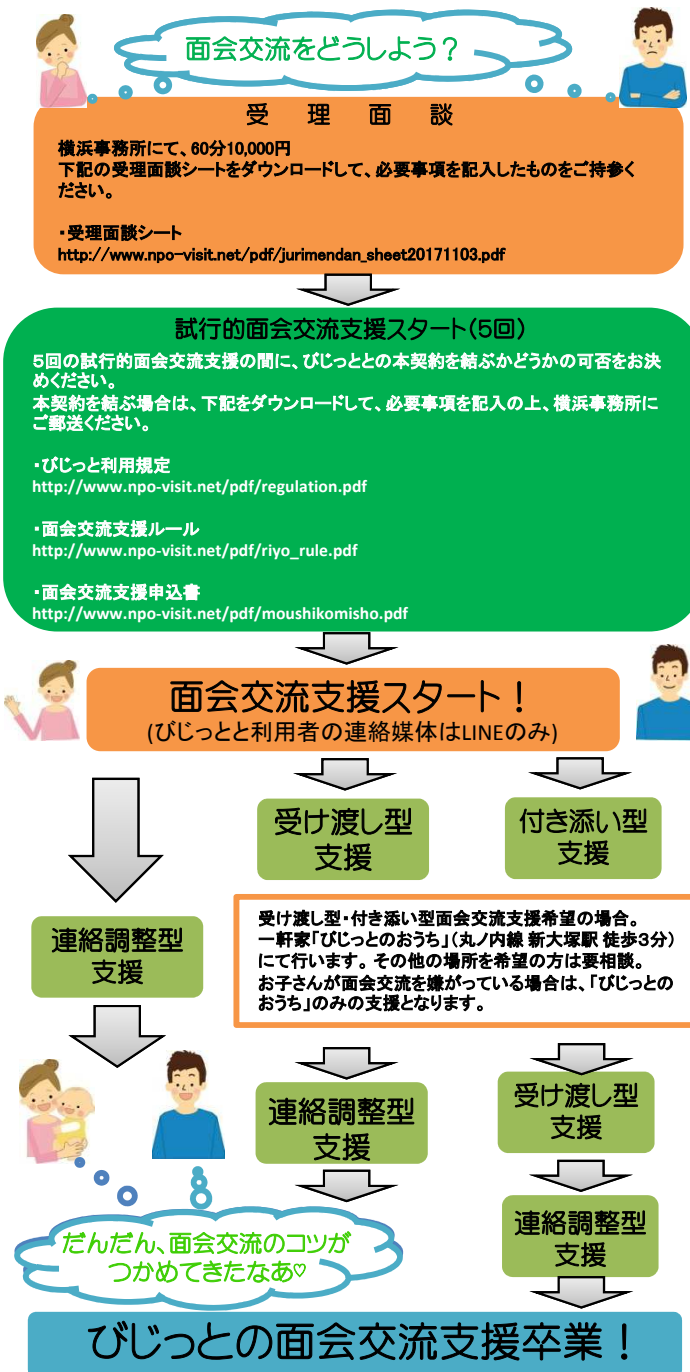 面会交流をどうしよう？
受理面談
横浜事務所にて、60分10,000円
下記の受理面談シートをダウンロードして、必要事項を記入したものをご持参く
ださい。
・受理面談シート
http://www.npo-visit.net/pdf/jurimendan_sheet20171103.pdf
試行的面会交流支援スタート（5回）
5回の試行的面会交流支援の間に、びじっととの本契約を結ぶかどうかの可否をお決
めください。
本契約を結ぶ場合は、下記をダウンロードして、必要事項を記入の上、横浜事務所に
ご郵送ください。
・びじっと利用規定
http://www.npo-visit.net/pdf/regulation.pdf
・面会交流支援ルール
http://www.npo-visit.net/pdf/riyo_rule.pdf
・面会交流支援申込書
http://www.npo-visit.net/pdf/moushikomisho.pdf
面会交流支援スタート！
(びじっとと利用者の連絡媒体はLINEのみ)
受け渡し型
支援
付き添い型
支援
連絡調整型
支援
受け渡し型・付き添い型面会交流支援希望の場合。
一軒家「びじっとのおうち」（丸ノ内線 新大塚駅 徒歩3分）
にて行います。その他の場所を希望の方は要相談。
お子さんが面会交流を嫌がっている場合は、「びじっとの
おうち」のみの支援となります。
連絡調整型
支援
受け渡し型
支援
連絡調整型
支援
だんだん、面会交流のコツが
つかめてきたなあ♡
びじっとの面会交流支援卒業！